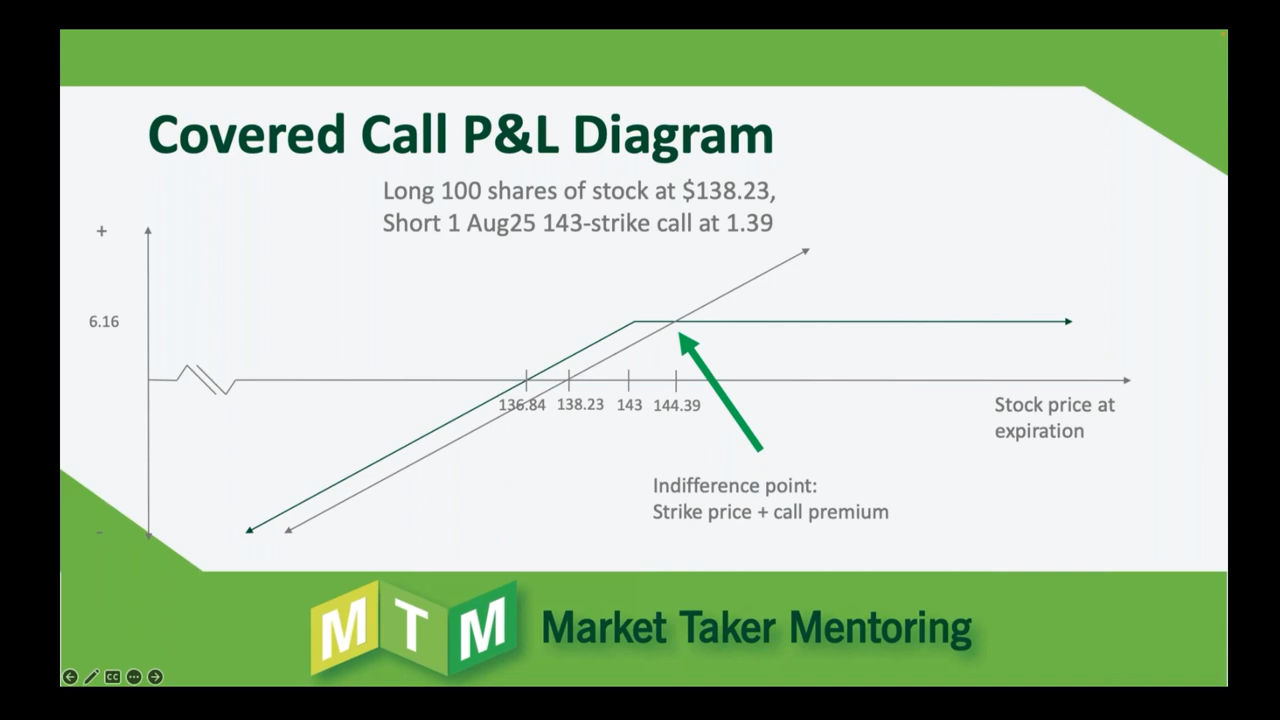 Covered Call P&L Diagram
Long 100 shares of stock at $138.23,
Short 1 Aug25 143-strike call at 1.39
+
6.16
136.84 138.23 143 144.39
Stock price at
expiration
Indifference point:
Strike price + call premium
-
MTM Market Taker Mentoring
CC